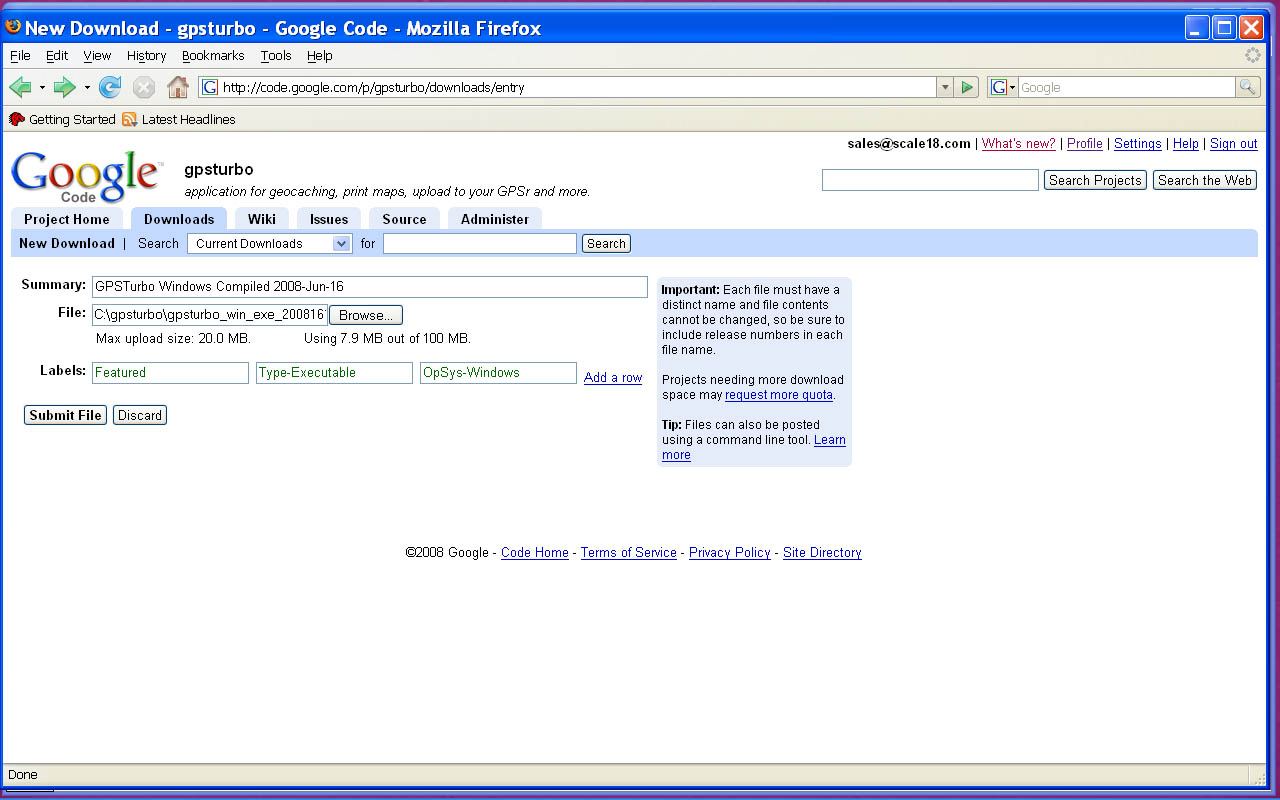 New Download - gpsturbo - Google Code - Mozilla Firefox
File Edit View History Bookmarks Tools Help
G http://code.google.com/p/gpsturbo/downloads/entry G Google
Getting Started Latest Headlines
sales@scale18.com | What's new? | Profile | Settings | Help | Sign out
Google™ Code
gpsturbo
application for geocaching, print maps, upload to your GPSr and more.
Search Projects Search the Web
Project Home Downloads Wiki Issues Source Administer
New Download | Search Current Downloads for Search
Summary: GPSTurbo Windows Compiled 2008-Jun-16
File: C:\gpsturbo\gpsturbo_win_exe_200816 Browse...
Max upload size: 20.0 MB. Using 7.9 MB out of 100 MB.
Labels: Featured Type-Executable OpSys-Windows Add a row
Submit File Discard
Important: Each file must have a
distinct name and file contents
cannot be changed, so be sure to
include release numbers in each
file name.
Projects needing more download
space may request more quota.
Tip: Files can also be posted
using a command line tool. Learn
more
©2008 Google - Code Home - Terms of Service - Privacy Policy - Site Directory
Done